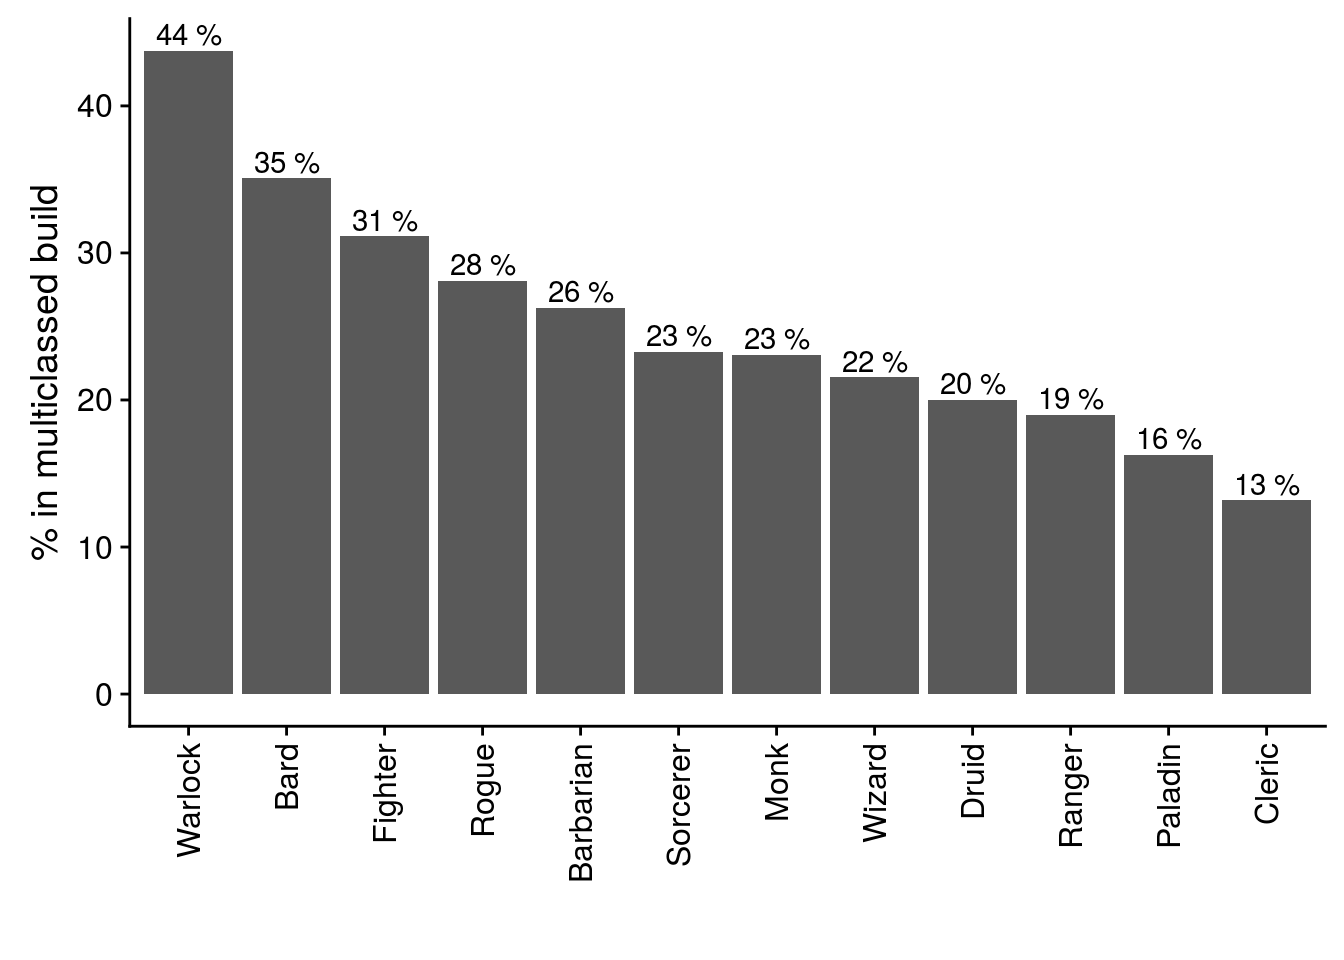 % in multiclassed build
40
30
20
10
0
44 %
35 %
31 %
28 %
26 %
23 %
23 %
22 %
20 %
19 %
16 %
13 %
Warlock
Bard
Fighter
Rogue
Barbarian
Sorcerer
Monk
Wizard
Druid
Ranger
Paladin
Cleric